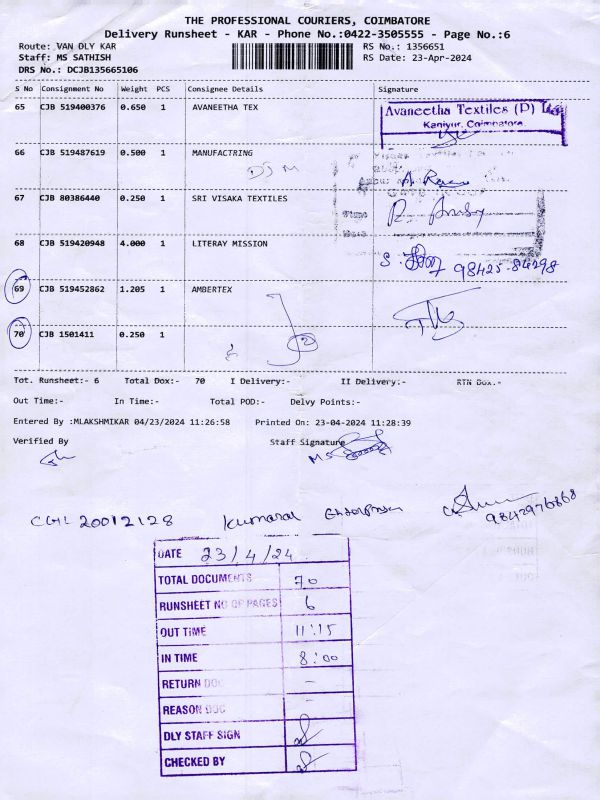 THE PROFESSIONAL COURIERS, COIMBATORE
Delivery Runsheet - KAR - Phone No.:0422-3505555 - Page No.:6
Route: VAN DLY KAR RS No.: 1356651
Staff: MS SATHISH RS Date: 23-Apr-2024
DRS No.: DCJB135665106
S No Consignment No Weight PCS Consignee Details Signature
65 CJB 519400376 0.650 1 AVANEETHA TEX
Avaneetha Textiles (P) Ltd
Kaniyur, Coimbatore
66 CJB 519487619 0.500 1 MANUFACTRING
DJ M
67 CJB 80386440 0.250 1 SRI VISAKA TEXTILES
68 CJB 519420948 4.000 1 LITERAY MISSION
98425-84298
69 CJB 519452862 1.205 1 AMBERTEX
70 CJB 1501411 0.250 1
Tot. Runsheet:- 6 Total Dox:- 70 I Delivery:- II Delivery:- RTN Dox.-
Out Time:- In Time:- Total POD:- Delvy Points:-
Entered By :MLAKSHMIKAR 04/23/2024 11:26:58 Printed On: 23-04-2024 11:28:39
Verified By Staff Signature
CGL 20012128 Kumaran
9842976868
DATE 23/4/24
TOTAL DOCUMENTS 70
RUNSHEET NO OF PAGES 6
OUT TIME 11:15
IN TIME 8:00
RETURN DOC -
REASON DOC -
DLY STAFF SIGN
CHECKED BY